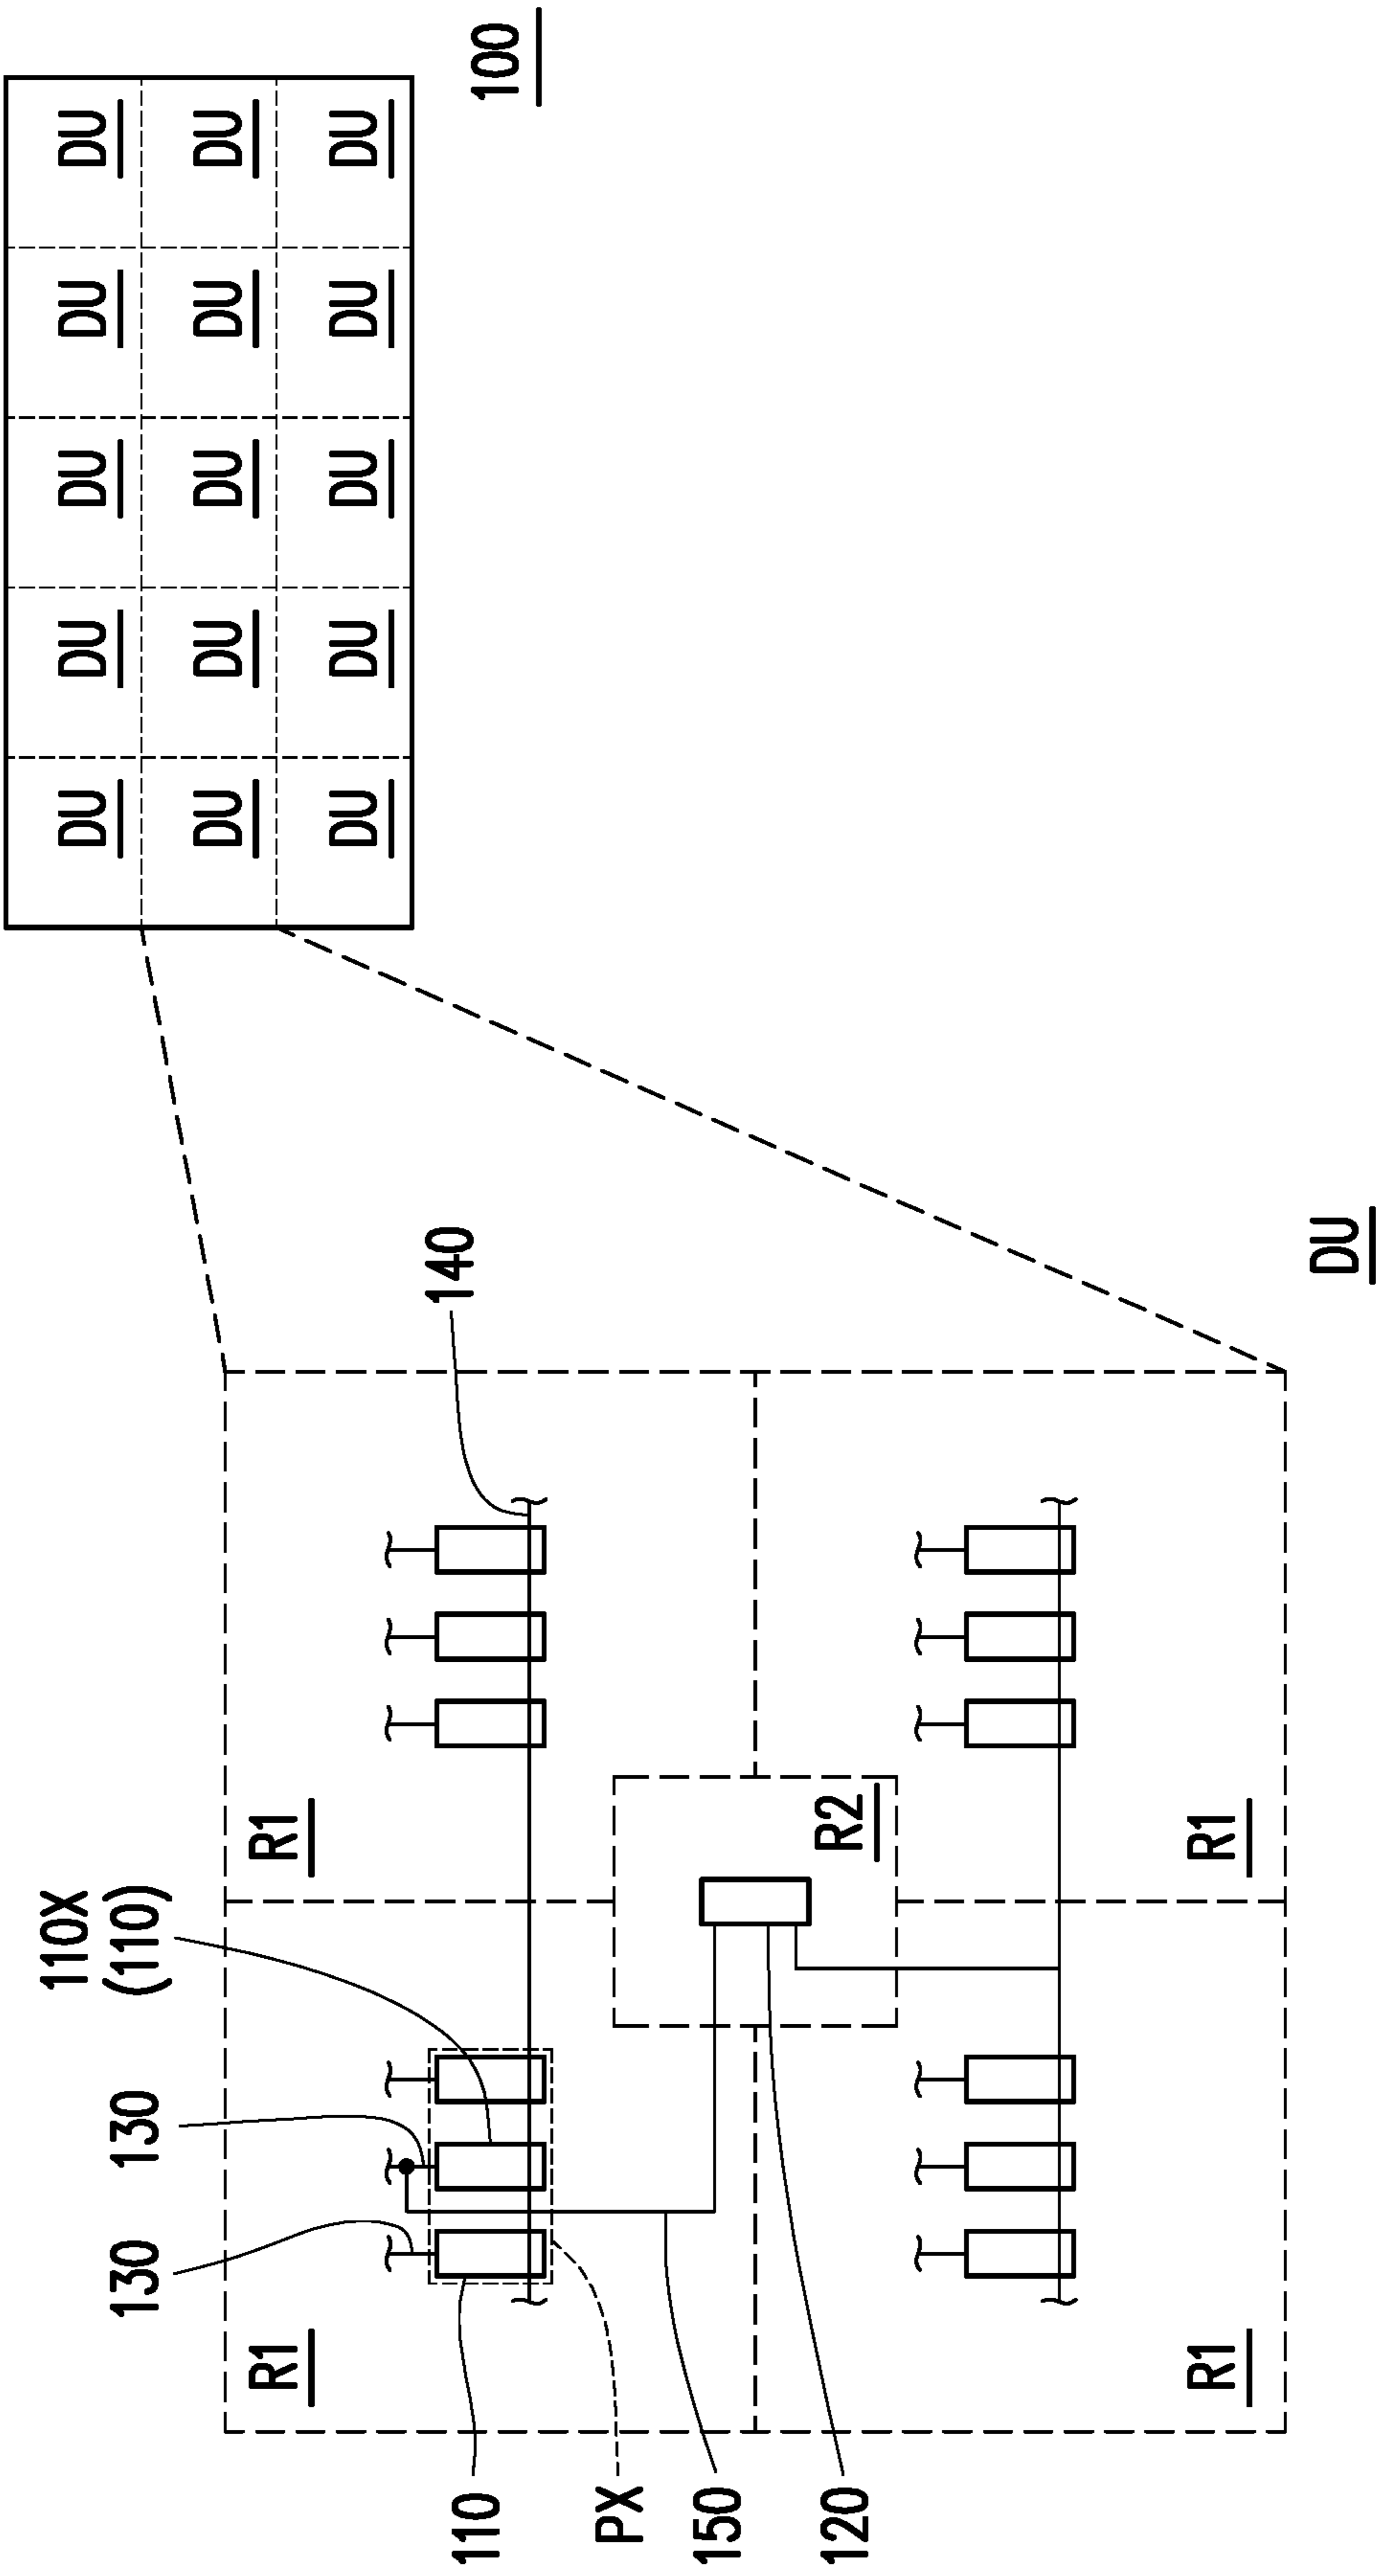 DU DU DU DU DU
DU DU DU DU DU
DU DU DU DU DU
100
110X
(110)
130
130
R1
R1
140
110
PX
150
120
R2
R1
R1
DU